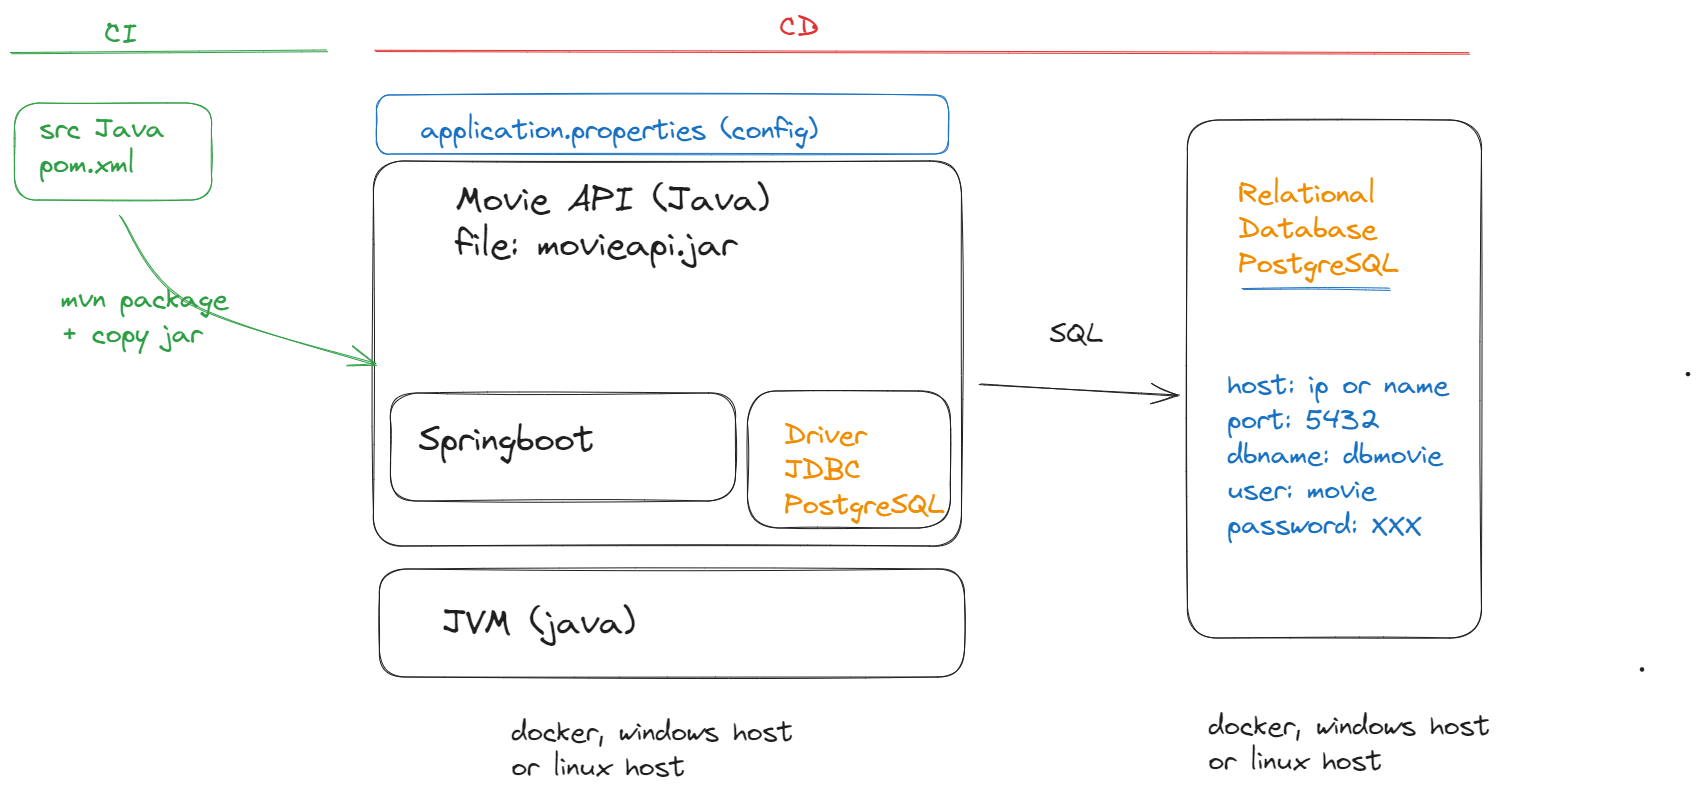 CI
CD
src Java
pom.xml
mvn package
+ copy jar
application.properties (config)
Movie API (Java)
file: movieapi.jar
Springboot
Driver
JDBC
PostgreSQL
JVM (java)
docker, windows host
or linux host
SQL
Relational
Database
PostgreSQL
host: ip or name
port: 5432
dbname: dbmovie
user: movie
password: XXX
docker, windows host
or linux host